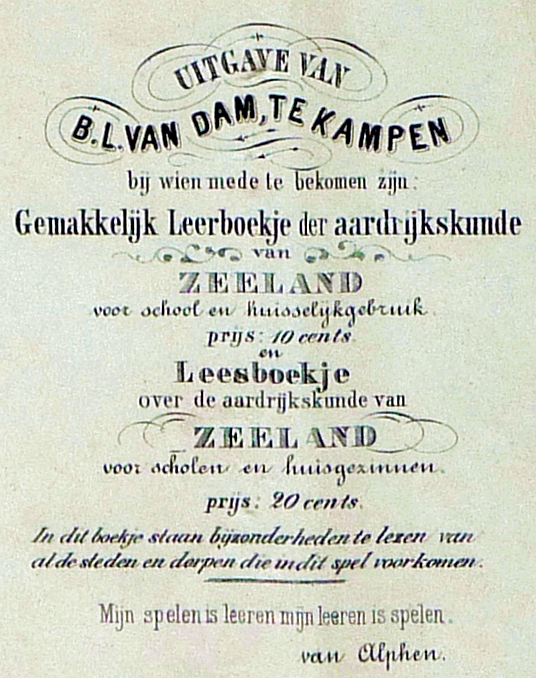 UITGAVE VAN
B.L. VAN DAM, TE KAMPEN
bij wien mede te bekomen zijn:
Gemakkelijk Leerboekje der aardrijkskunde
van
ZEELAND
voor school en huisselijkgebruik.
prijs: 10 cents.
en
Leesboekje
over de aardrijkskunde van
ZEELAND
voor scholen en huisgezinnen.
prijs: 20 cents.
In dit boekje staan bijzonderheden te lezen van
al de steden en dorpen die in dit spel voorkomen.
Mijn spelen is leeren mijn leeren is spelen.
van Alphen.